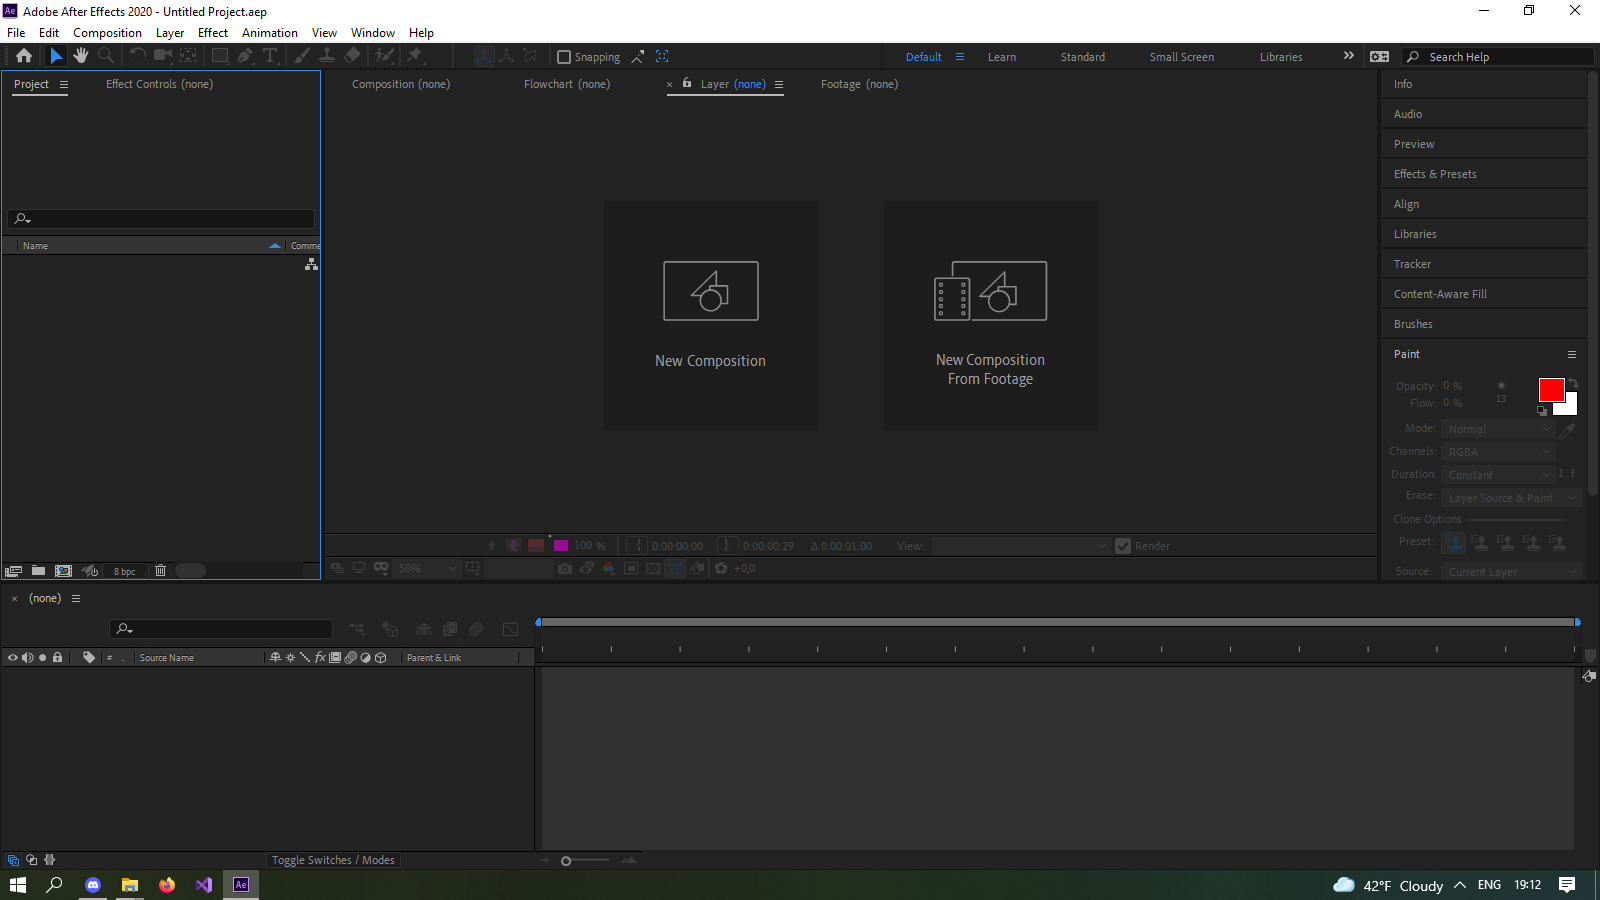 Ae Adobe After Effects 2020 - Untitled Project.aep
File Edit Composition Layer Effect Animation View Window Help
Snapping Default Learn Standard Small Screen Libraries Search Help
Project Effect Controls (none) Composition (none) Flowchart (none) Layer (none) Footage (none)
Name Comme
8 bpc
New Composition
New Composition
From Footage
100 % 0:00:00:00 0:00:00:29 Δ 0:00:01:00 View: Render
50% +0,0
Info
Audio
Preview
Effects & Presets
Align
Libraries
Tracker
Content-Aware Fill
Brushes
Paint
Opacity: 0 %
Flow: 0 % 13
Mode: Normal
Channels: RGBA
Duration: Constant 1 f
Erase: Layer Source & Paint
Clone Options
Preset:
Source: Current Layer
(none)
# Source Name fx Parent & Link
Toggle Switches / Modes
Ae 42°F Cloudy ENG 19:12